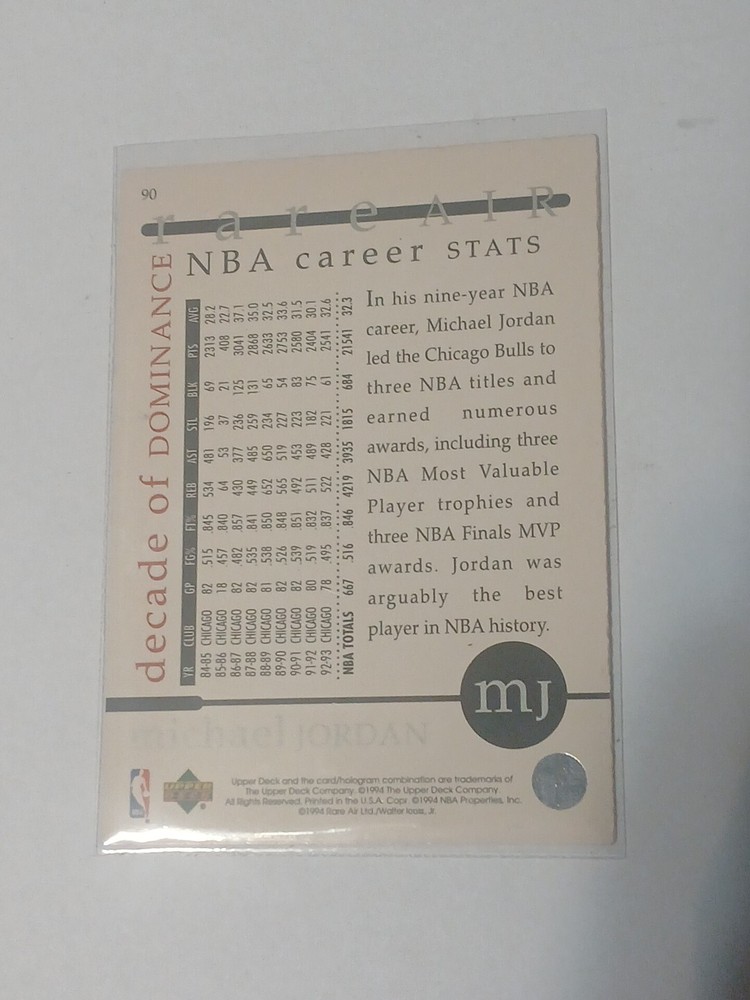 90
rare AIR
NBA career STATS
decade of DOMINANCE
YR CLUB GP FG% FT% REB AST STL BLK PTS AVG
84-85 CHICAGO 82 .515 .845 534 481 196 69 2313 28.2
85-86 CHICAGO 18 .457 .840 64 53 37 21 408 22.7
86-87 CHICAGO 82 .482 .857 430 377 236 125 3041 37.1
87-88 CHICAGO 82 .535 .841 449 485 259 131 2868 35.0
88-89 CHICAGO 81 .538 .850 652 650 234 65 2633 32.5
89-90 CHICAGO 82 .526 .848 565 519 227 54 2753 33.6
90-91 CHICAGO 82 .539 .851 492 453 223 83 2580 31.5
91-92 CHICAGO 80 .519 .832 511 489 182 75 2404 30.1
92-93 CHICAGO 78 .495 .837 522 428 221 61 2541 32.6
NBA TOTALS 667 .516 .846 4219 3935 1815 684 21541 32.3
In his nine-year NBA
career, Michael Jordan
led the Chicago Bulls to
three NBA titles and
earned numerous
awards, including three
NBA Most Valuable
Player trophies and
three NBA Finals MVP
awards. Jordan was
arguably the best
player in NBA history.
mJ
michael JORDAN
NBA
UPPER DECK
Upper Deck and the card/hologram combination are trademarks of
The Upper Deck Company. ©1994 The Upper Deck Company.
All Rights Reserved. Printed in the U.S.A. Copr. ©1994 NBA Properties, Inc.
©1994 Rare Air Ltd./Walter Iooss, Jr.